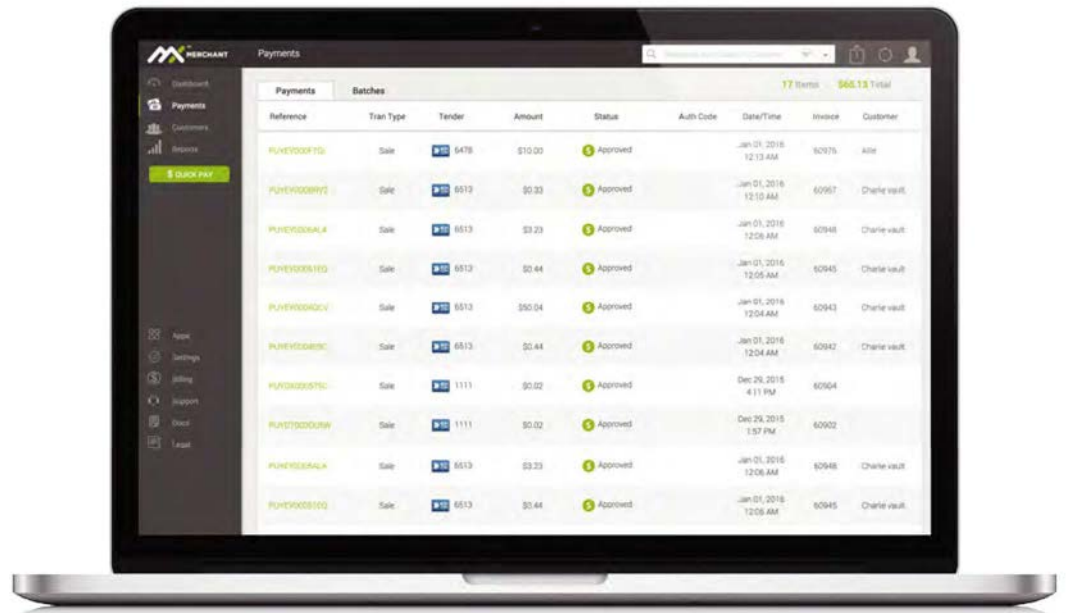 MX MERCHANT Payments
Dashboard
Payments
Customers
Reports
$ QUICK PAY
Apps
Settings
Billing
Support
Docs
Legal
Payments Batches 17 Items $65.13 Total
Reference Tran Type Tender Amount Status Auth Code Date/Time Invoice Customer
Sale 6478 $10.00 Approved Jan 01, 2016 12:13 AM 60975
Sale 6513 $0.33 Approved Jan 01, 2016 12:10 AM 60967 Charlie vault
Sale 6513 $3.23 Approved Jan 01, 2016 12:06 AM 60948 Charlie vault
Sale 6513 $0.44 Approved Jan 01, 2016 12:05 AM 60945 Charlie vault
Sale 6513 $50.04 Approved Jan 01, 2016 12:04 AM 60943 Charlie vault
Sale 6513 $0.44 Approved Jan 01, 2016 12:04 AM 60942 Charlie vault
Sale 1111 $0.02 Approved Dec 29, 2015 4:11 PM 60904
Sale 1111 $0.02 Approved Dec 29, 2015 1:57 PM 60902
Sale 6513 $3.23 Approved Jan 01, 2016 12:06 AM 60948 Charlie vault
Sale 6513 $0.44 Approved Jan 01, 2016 60945 Charlie vault